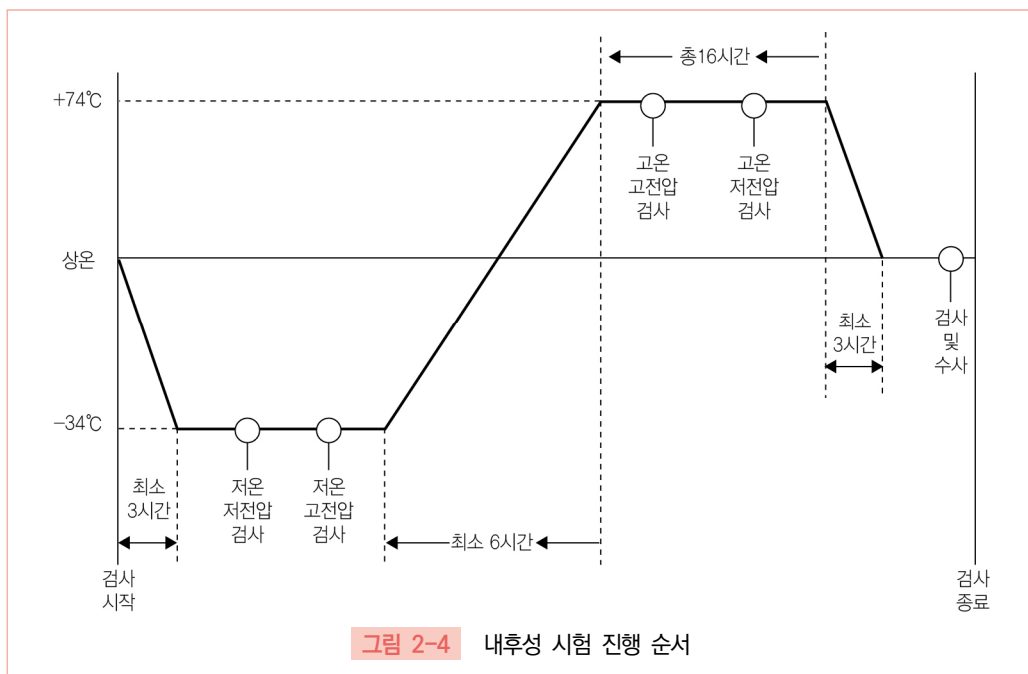 총16시간
+74℃
고온
고전압
검사
고온
저전압
검사
상온
최소
3시간
검사
및
수사
-34℃
최소
3시간
저온
저전압
검사
저온
고전압
검사
최소 6시간
검사
시작
검사
종료
그림 2-4 내후성 시험 진행 순서